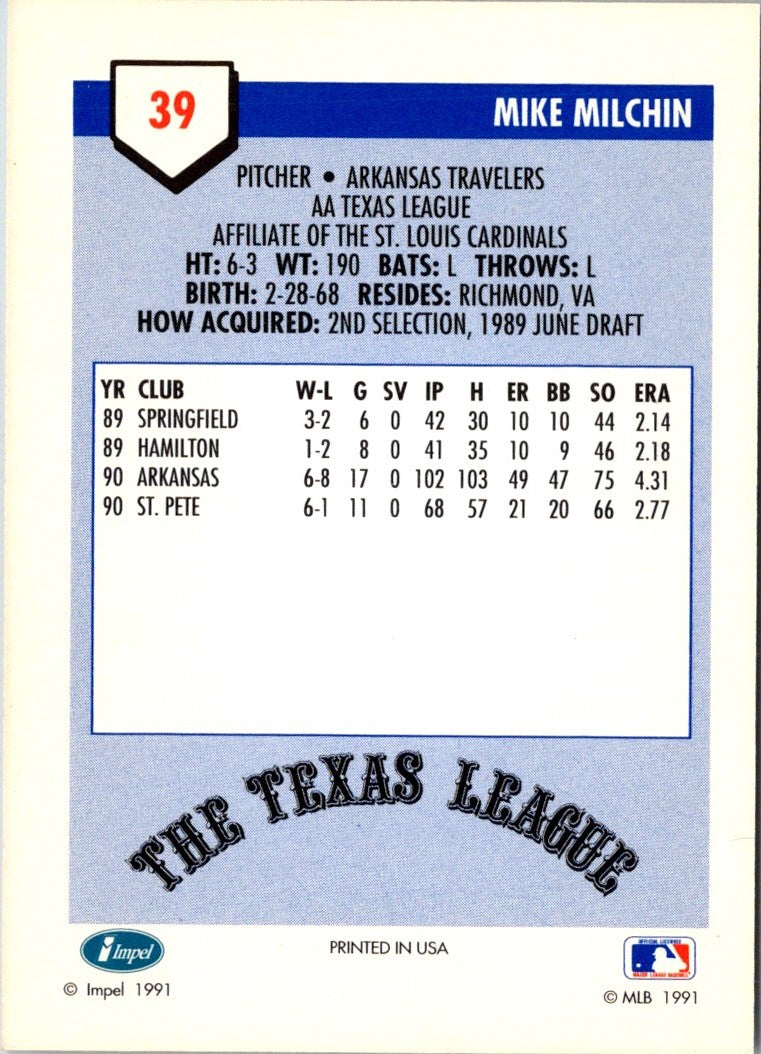 39
MIKE MILCHIN
PITCHER • ARKANSAS TRAVELERS
AA TEXAS LEAGUE
AFFILIATE OF THE ST. LOUIS CARDINALS
HT: 6-3 WT: 190 BATS: L THROWS: L
BIRTH: 2-28-68 RESIDES: RICHMOND, VA
HOW ACQUIRED: 2ND SELECTION, 1989 JUNE DRAFT
YR CLUB W-L G SV IP H ER BB SO ERA
89 SPRINGFIELD 3-2 6 0 42 30 10 10 44 2.14
89 HAMILTON 1-2 8 0 41 35 10 9 46 2.18
90 ARKANSAS 6-8 17 0 102 103 49 47 75 4.31
90 ST. PETE 6-1 11 0 68 57 21 20 66 2.77
THE TEXAS LEAGUE
Impel
PRINTED IN USA
OFFICIAL LICENSEE
MAJOR LEAGUE BASEBALL
© Impel 1991
© MLB 1991